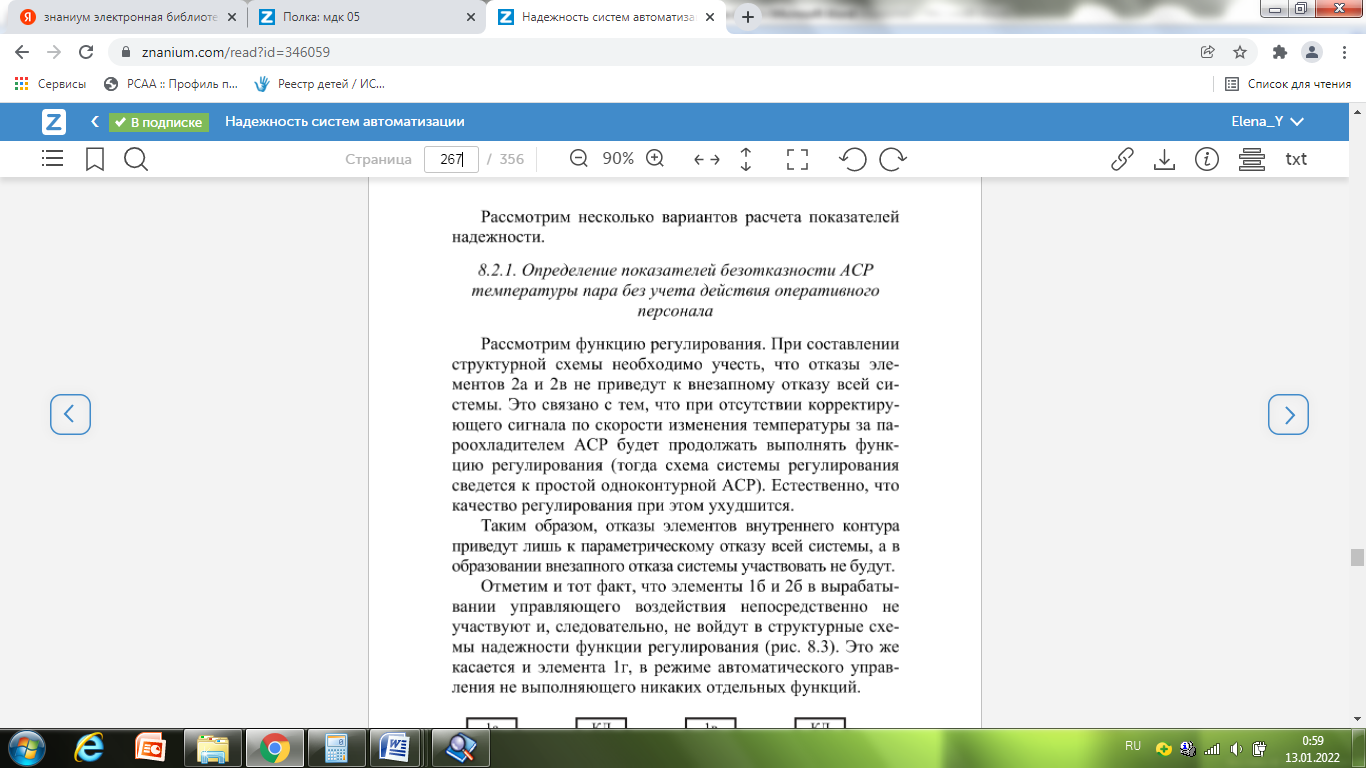 знаниум электронная библиоте
Полка: мдк 05
Надежность систем автоматиза
znanium.com/read?id=346059
Сервисы
РСАА :: Профиль п...
Реестр детей / ИС...
Список для чтения
В подписке
Надежность систем автоматизации
Elena_Y
Страница 267 / 356
90%
txt
Рассмотрим несколько вариантов расчета показателей
надежности.
8.2.1. Определение показателей безотказности АСР
температуры пара без учета действия оперативного
персонала
Рассмотрим функцию регулирования. При составлении
структурной схемы необходимо учесть, что отказы эле-
ментов 2а и 2в не приведут к внезапному отказу всей си-
стемы. Это связано с тем, что при отсутствии корректиру-
ющего сигнала по скорости изменения температуры за па-
роохладителем АСР будет продолжать выполнять функ-
цию регулирования (тогда схема системы регулирования
сведется к простой одноконтурной АСР). Естественно, что
качество регулирования при этом ухудшится.
Таким образом, отказы элементов внутреннего контура
приведут лишь к параметрическому отказу всей системы, а в
образовании внезапного отказа системы участвовать не будут.
Отметим и тот факт, что элементы 1б и 2б в вырабаты-
вании управляющего воздействия непосредственно не
участвуют и, следовательно, не войдут в структурные схе-
мы надежности функции регулирования (рис. 8.3). Это же
касается и элемента 1г, в режиме автоматического управ-
ления не выполняющего никаких отдельных функций.
RU
0:59
13.01.2022